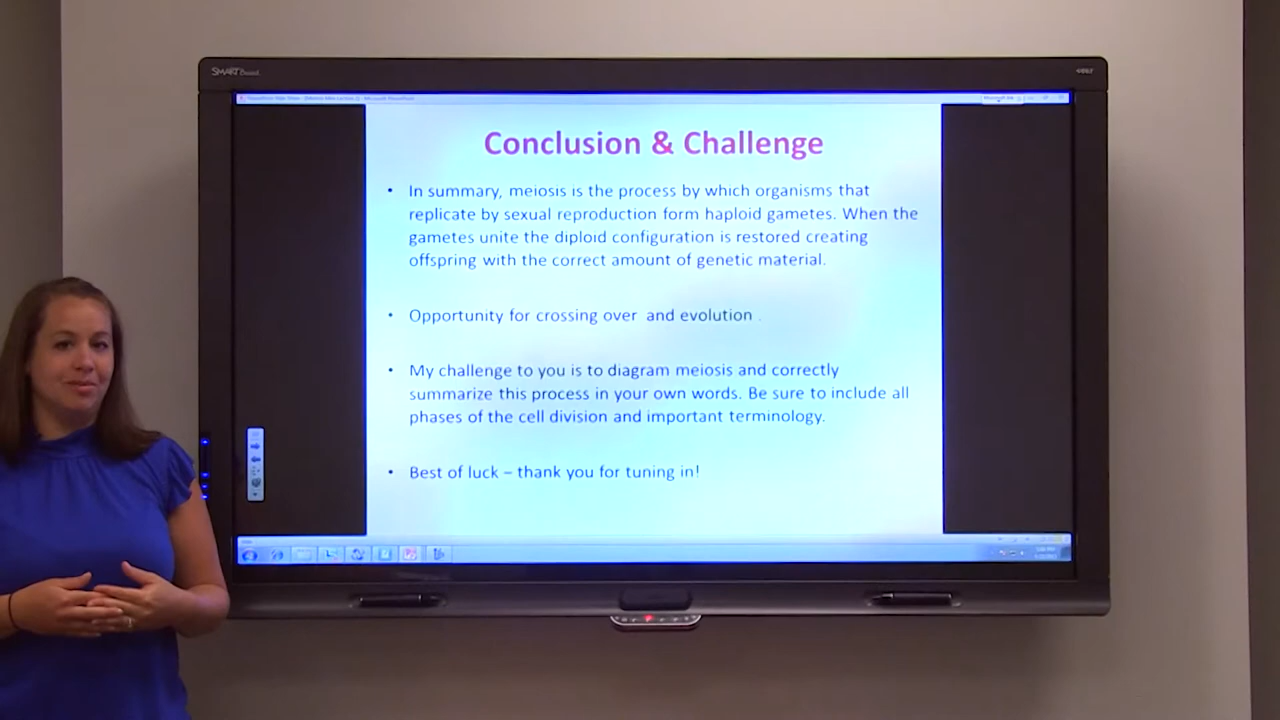 SMART Board
Conclusion & Challenge
• In summary, meiosis is the process by which organisms that
replicate by sexual reproduction form haploid gametes. When the
gametes unite the diploid configuration is restored creating
offspring with the correct amount of genetic material.
• Opportunity for crossing over and evolution
• My challenge to you is to diagram meiosis and correctly
summarize this process in your own words. Be sure to include all
phases of the cell division and important terminology.
• Best of luck – thank you for tuning in!